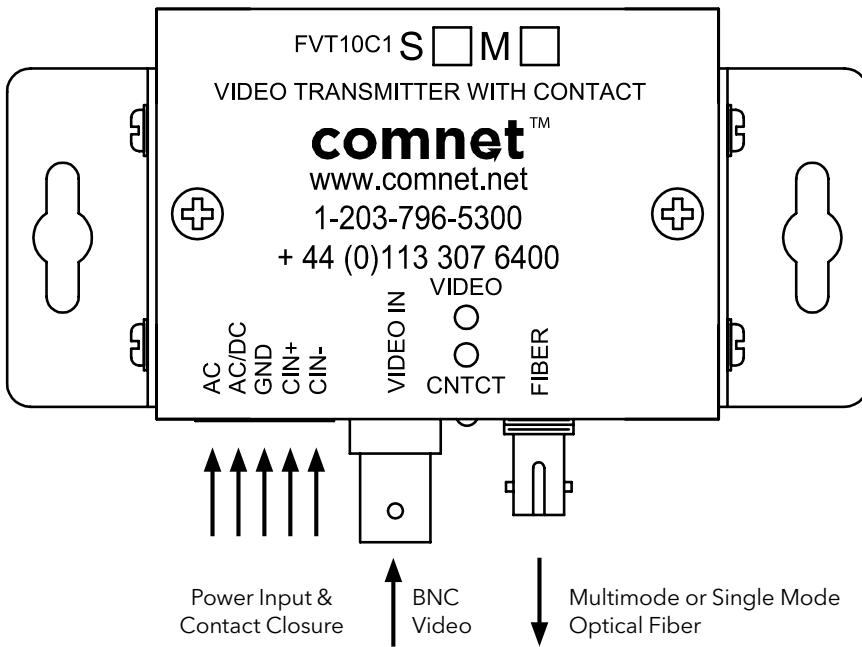 FVT10C1 S M
VIDEO TRANSMITTER WITH CONTACT
comnet™
www.comnet.net
1-203-796-5300
+ 44 (0)113 307 6400
VIDEO
AC
AC/DC
GND
CIN+
CIN-
VIDEO IN
CNTCT
FIBER
Power Input &
Contact Closure
BNC
Video
Multimode or Single Mode
Optical Fiber